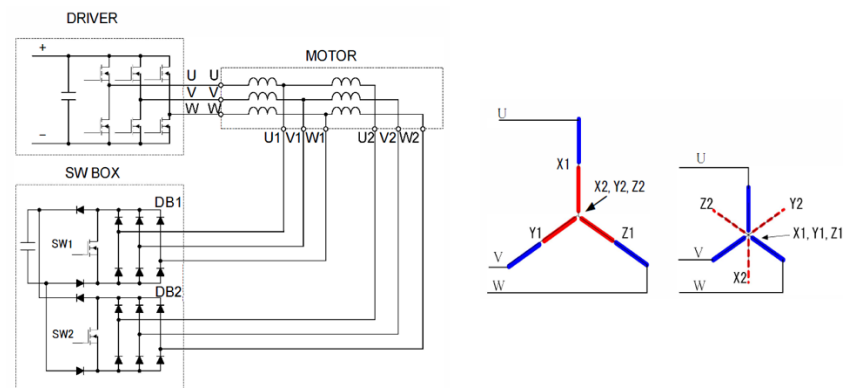 DRIVER
+
−
MOTOR
U U
V V
W W
U1 V1 W1 U2 V2 W2
SW BOX
DB1
SW1
DB2
SW2
U
X1
X2, Y2, Z2
Y1
Z1
V
W
U
Z2
Y2
X1, Y1, Z1
V
X2
W